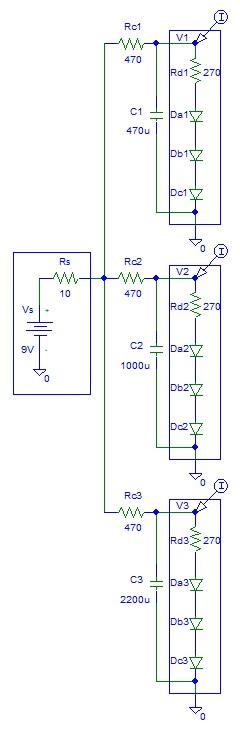 Rc1
470
V1
I
Rd1 270
C1
470u
Da1
Db1
Dc1
0
Rs
10
Vs
+
9V
-
0
Rc2
470
V2
I
Rd2 270
C2
1000u
Da2
Db2
Dc2
0
Rc3
470
V3
I
Rd3 270
C3
2200u
Da3
Db3
Dc3
0